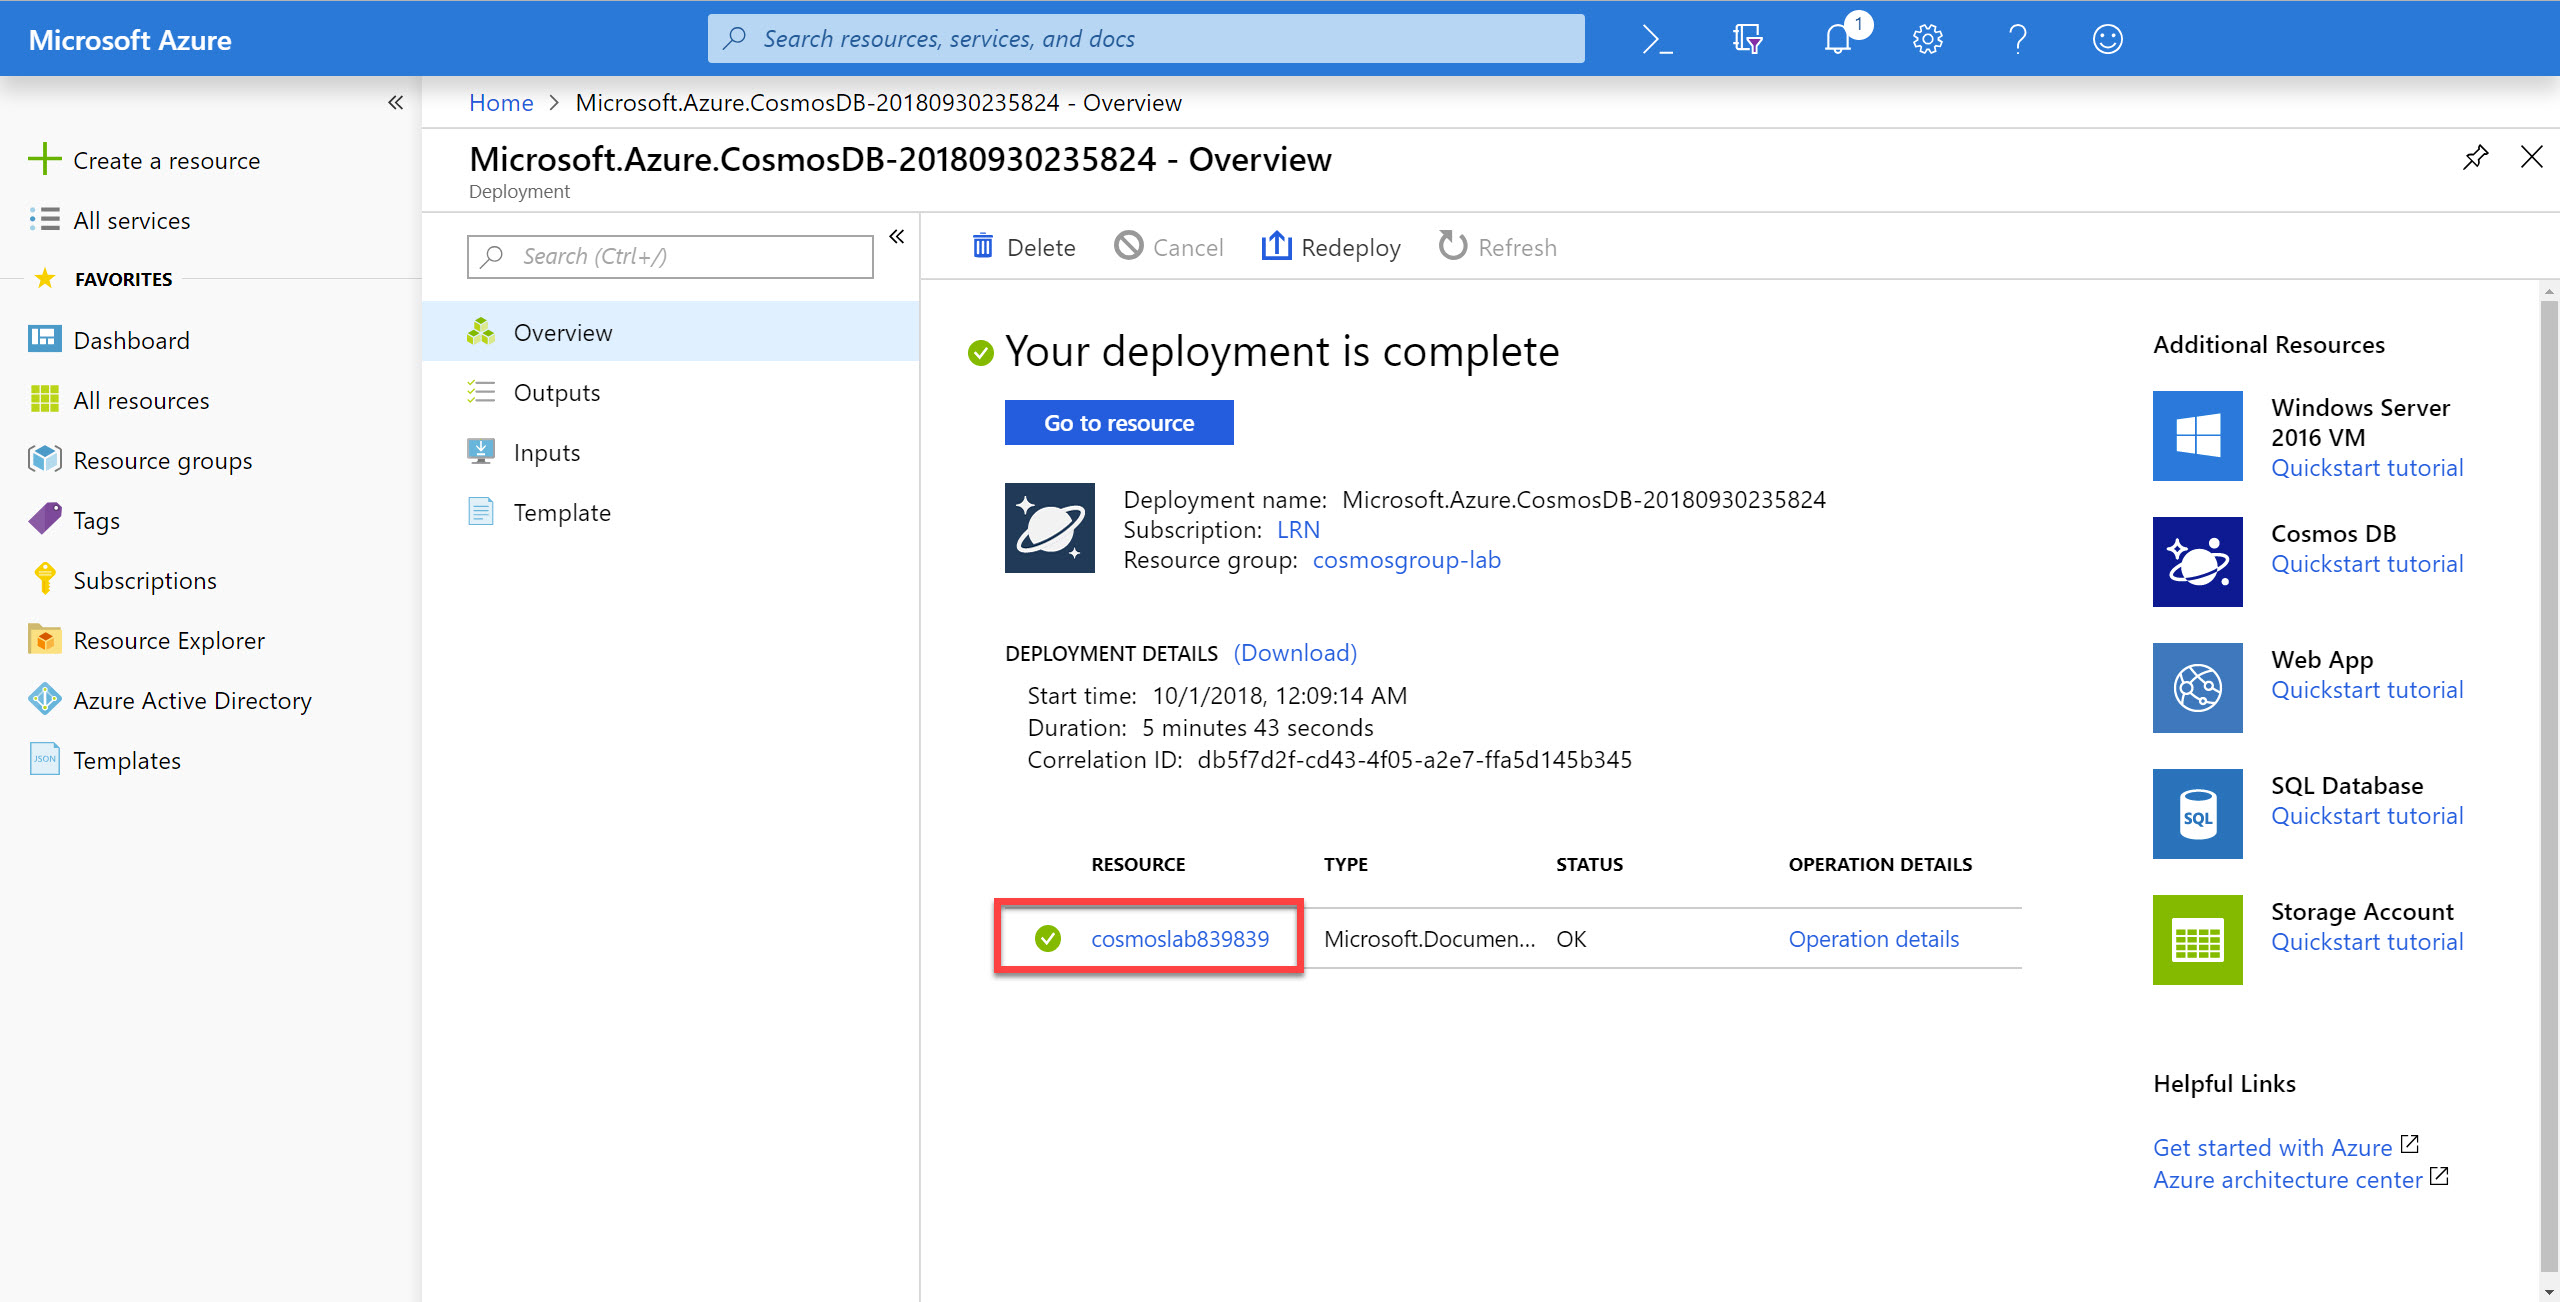 Microsoft Azure
Search resources, services, and docs
1
Create a resource
All services
FAVORITES
Dashboard
All resources
Resource groups
Tags
Subscriptions
Resource Explorer
Azure Active Directory
JSON
Templates
Home > Microsoft.Azure.CosmosDB-20180930235824 - Overview
Microsoft.Azure.CosmosDB-20180930235824 - Overview
Deployment
Search (Ctrl+/)
Overview
Outputs
Inputs
Template
Delete Cancel Redeploy Refresh
Your deployment is complete
Go to resource
Deployment name: Microsoft.Azure.CosmosDB-20180930235824
Subscription: LRN
Resource group: cosmosgroup-lab
DEPLOYMENT DETAILS (Download)
Start time: 10/1/2018, 12:09:14 AM
Duration: 5 minutes 43 seconds
Correlation ID: db5f7d2f-cd43-4f05-a2e7-ffa5d145b345
RESOURCE TYPE STATUS OPERATION DETAILS
cosmoslab839839 Microsoft.Documen... OK Operation details
Additional Resources
Windows Server
2016 VM
Quickstart tutorial
Cosmos DB
Quickstart tutorial
Web App
Quickstart tutorial
SQL
SQL Database
Quickstart tutorial
Storage Account
Quickstart tutorial
Helpful Links
Get started with Azure
Azure architecture center